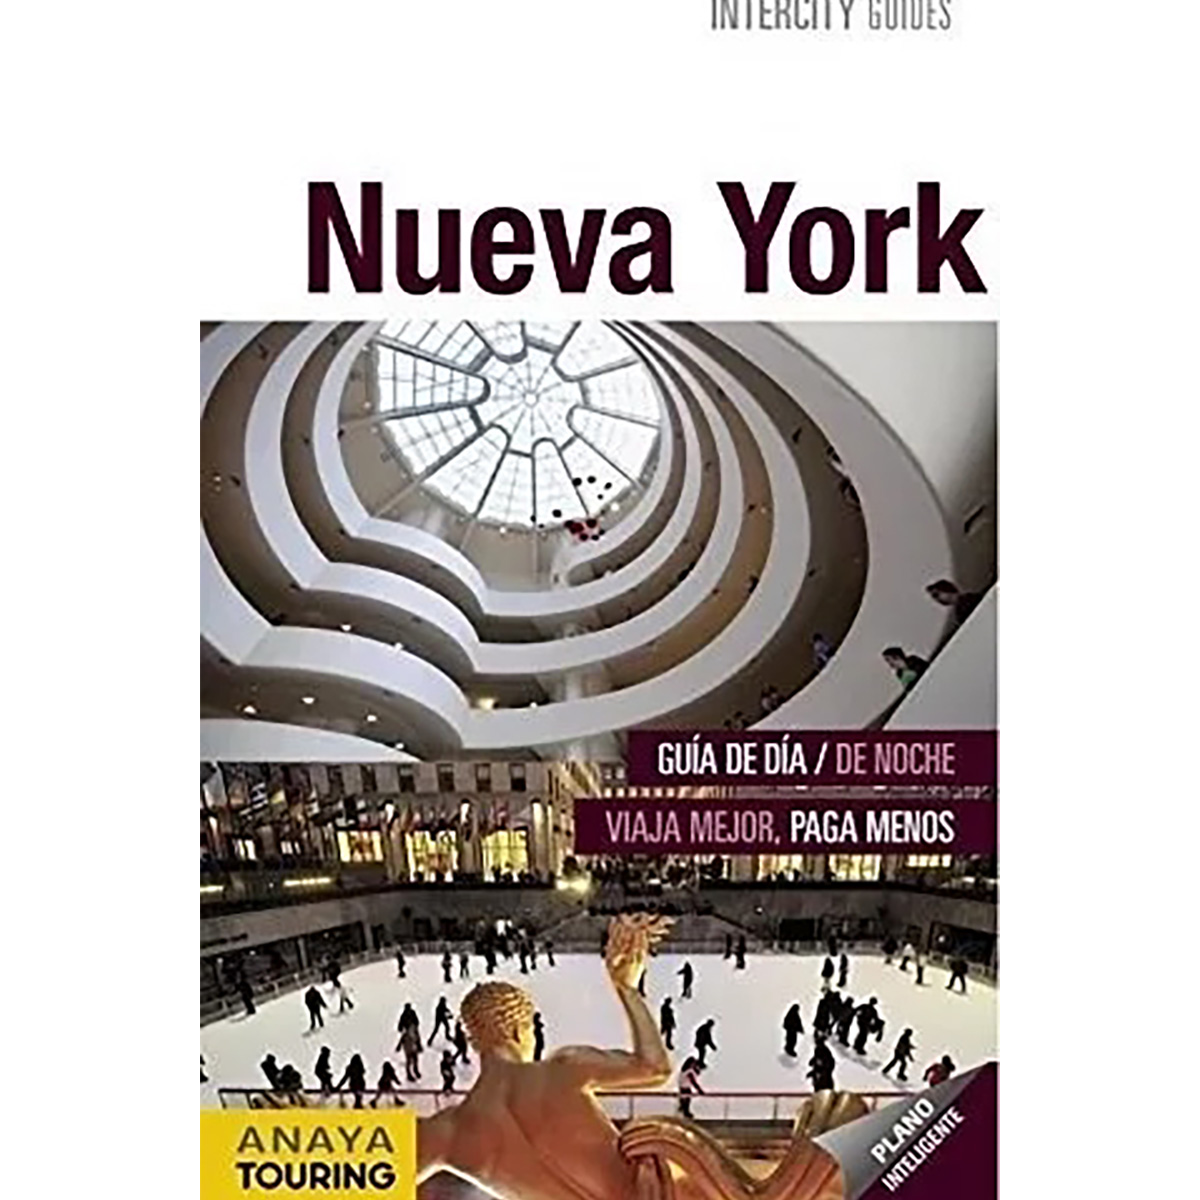 INTERCITY GUIDES
Nueva York
GUÍA DE DÍA / DE NOCHE
VIAJA MEJOR, PAGA MENOS
ANAYA
TOURING
PLANO
INTELIGENTE